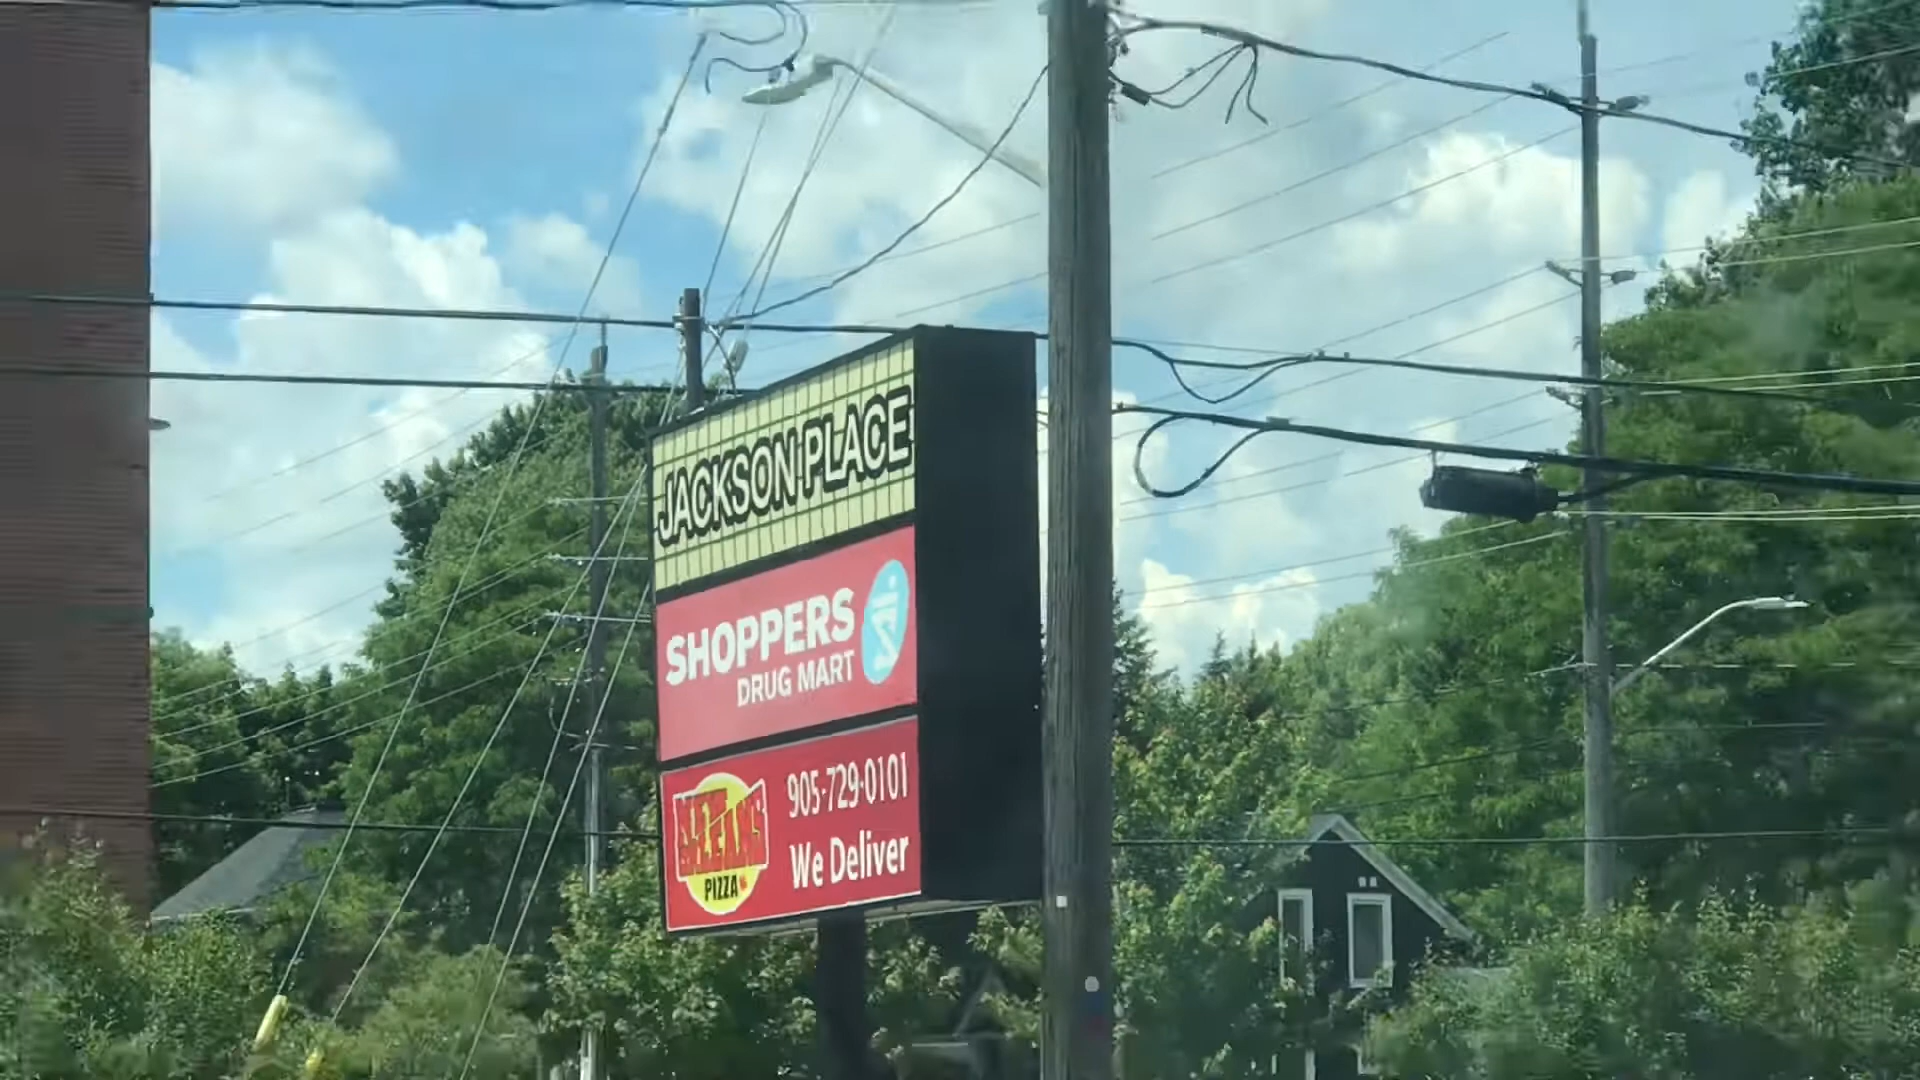 JACKSON PLACE
SHOPPERS
DRUG MART
905-729-0101
We Deliver
PIZZA